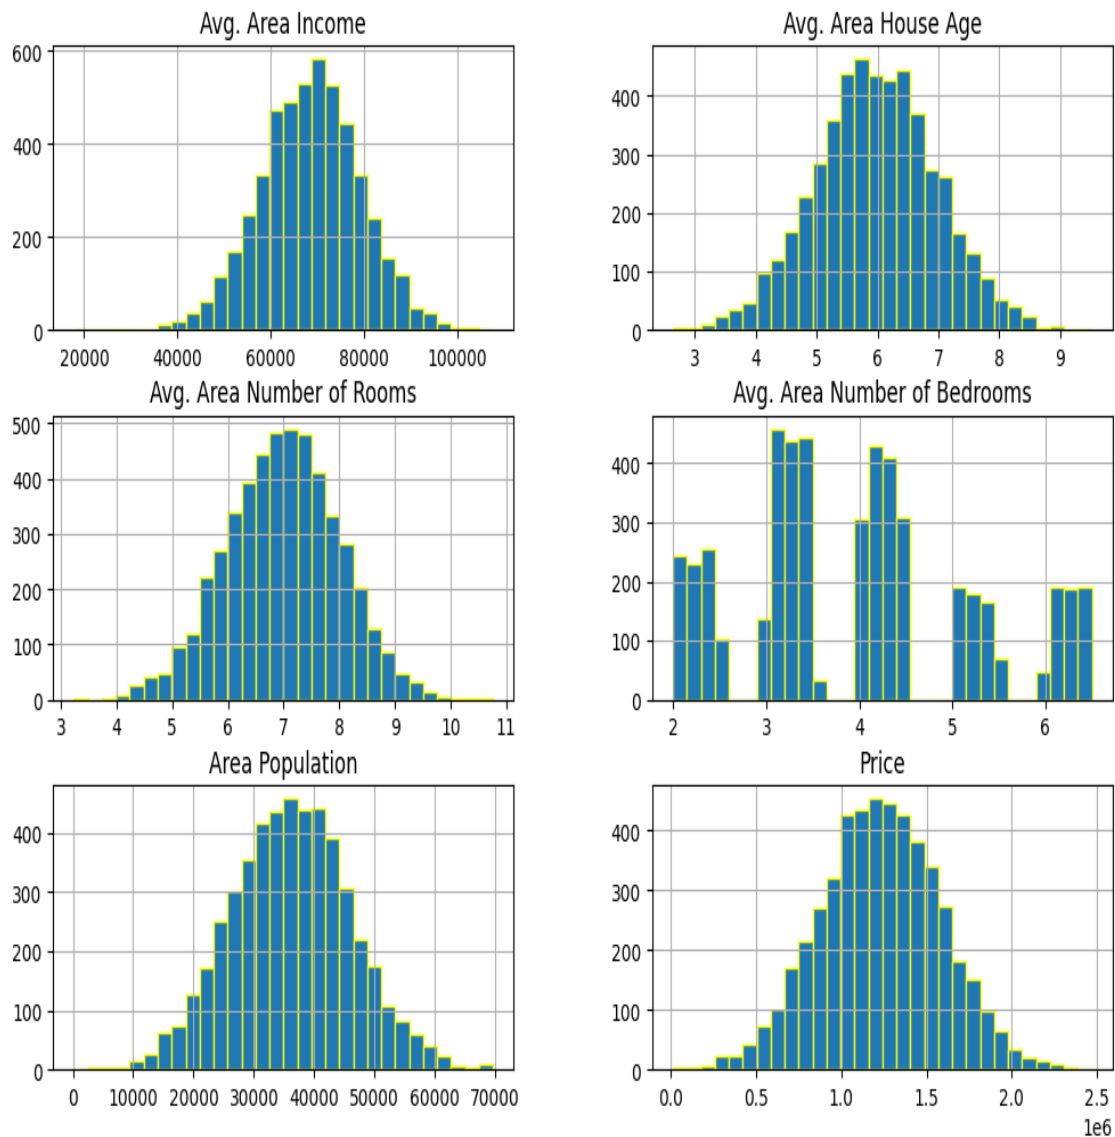 Avg. Area Income
600
400
200
0
20000 40000 60000 80000 100000
Avg. Area House Age
400
300
200
100
0
3 4 5 6 7 8 9
Avg. Area Number of Rooms
500
400
300
200
100
0
3 4 5 6 7 8 9 10 11
Avg. Area Number of Bedrooms
400
300
200
100
0
2 3 4 5 6
Area Population
400
300
200
100
0
0 10000 20000 30000 40000 50000 60000 70000
Price
400
300
200
100
0
0.0 0.5 1.0 1.5 2.0 2.5
1e6